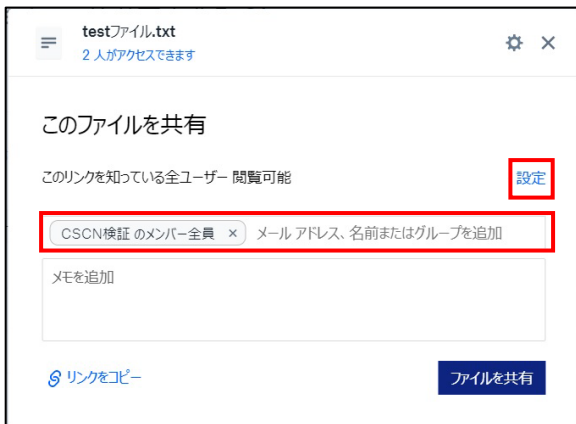 testファイル.txt
2 人がアクセスできます
このファイルを共有
このリンクを知っている全ユーザー 閲覧可能
設定
CSCN検証 のメンバー全員 × メール アドレス、名前またはグループを追加
メモを追加
リンクをコピー
ファイルを共有